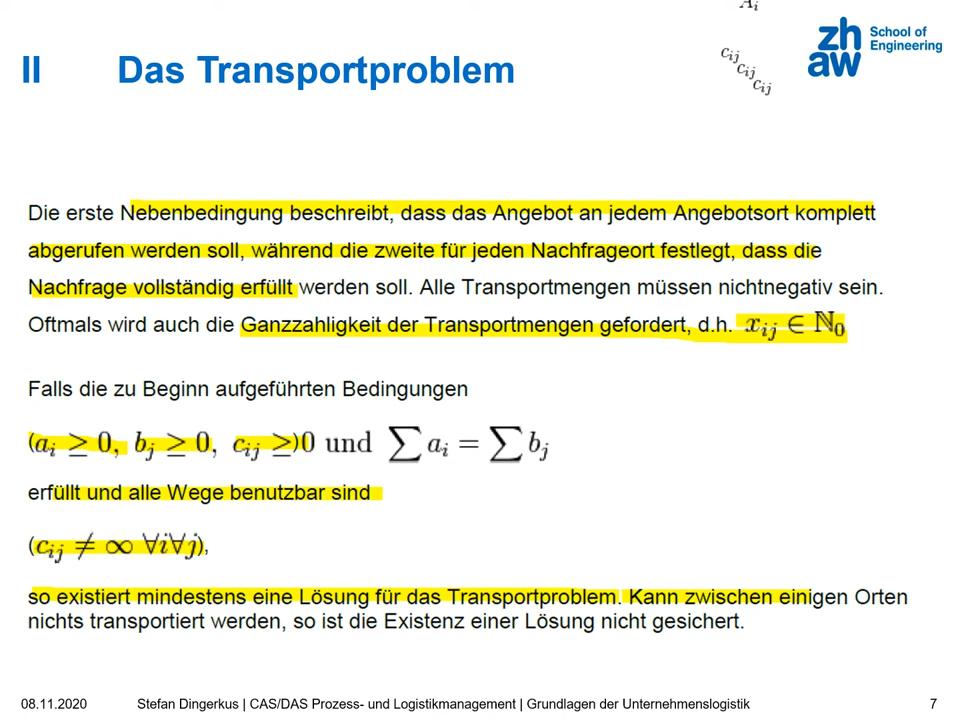 A_i
zh aw School of Engineering
c_ij
c_ij
c_ij
II Das Transportproblem
Die erste Nebenbedingung beschreibt, dass das Angebot an jedem Angebotsort komplett
abgerufen werden soll, während die zweite für jeden Nachfrageort festlegt, dass die
Nachfrage vollständig erfüllt werden soll. Alle Transportmengen müssen nichtnegativ sein.
Oftmals wird auch die Ganzzahligkeit der Transportmengen gefordert, d.h. x_ij ∈ ℕ₀
Falls die zu Beginn aufgeführten Bedingungen
(a_i ≥ 0, b_j ≥ 0, c_ij ≥)0 und ∑ a_i = ∑ b_j
erfüllt und alle Wege benutzbar sind
(c_ij ≠ ∞ ∀i∀j),
so existiert mindestens eine Lösung für das Transportproblem. Kann zwischen einigen Orten
nichts transportiert werden, so ist die Existenz einer Lösung nicht gesichert.
08.11.2020 Stefan Dingerkus | CAS/DAS Prozess- und Logistikmanagement | Grundlagen der Unternehmenslogistik 7